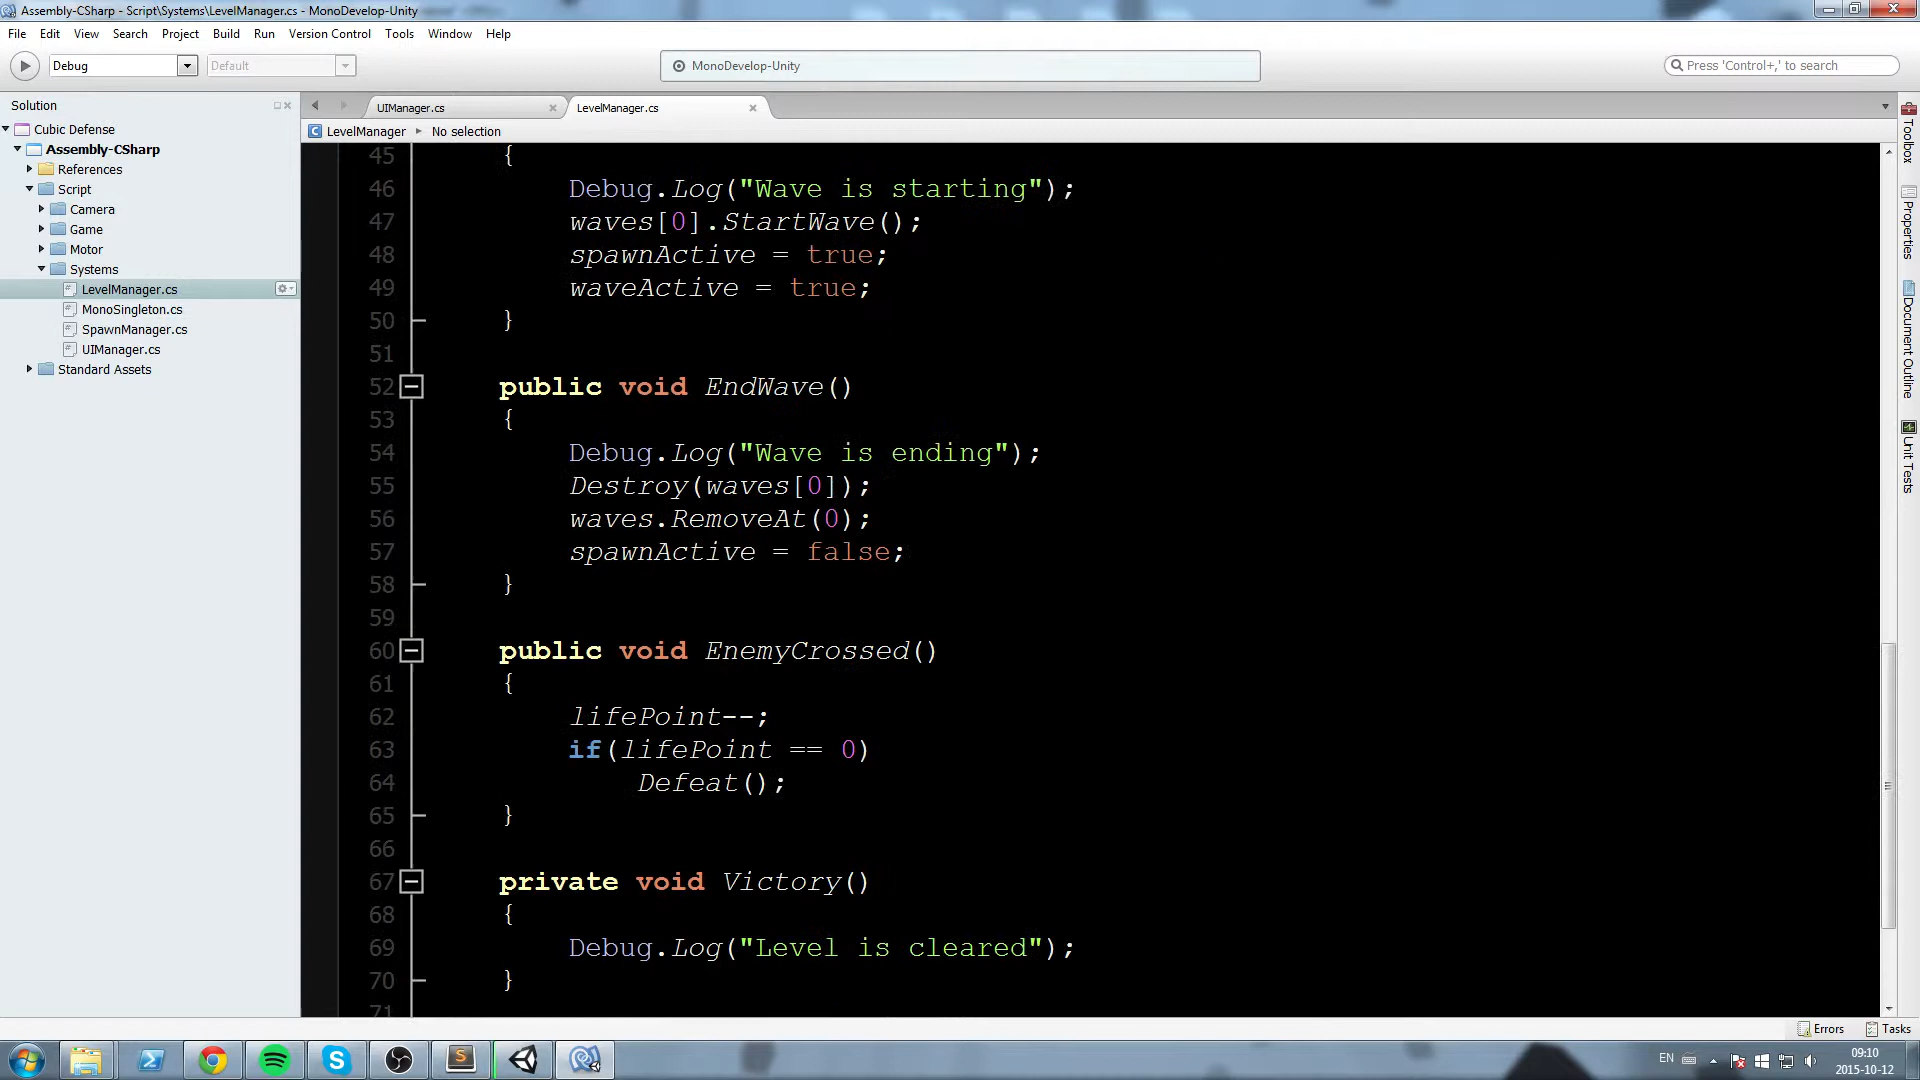 Assembly-CSharp - Script\Systems\LevelManager.cs - MonoDevelop-Unity
File Edit View Search Project Build Run Version Control Tools Window Help
Debug Default MonoDevelop-Unity Press 'Control+,' to search
Solution
Cubic Defense
Assembly-CSharp
References
Script
Camera
Game
Motor
Systems
LevelManager.cs
MonoSingleton.cs
SpawnManager.cs
UIManager.cs
Standard Assets
UIManager.cs LevelManager.cs
LevelManager No selection
45 {
46 Debug.Log("Wave is starting");
47 waves[0].StartWave();
48 spawnActive = true;
49 waveActive = true;
50 }
51
52 public void EndWave()
53 {
54 Debug.Log("Wave is ending");
55 Destroy(waves[0]);
56 waves.RemoveAt(0);
57 spawnActive = false;
58 }
59
60 public void EnemyCrossed()
61 {
62 lifePoint--;
63 if(lifePoint == 0)
64 Defeat();
65 }
66
67 private void Victory()
68 {
69 Debug.Log("Level is cleared");
70 }
71
Toolbox
Properties
Document Outline
Unit Tests
Errors Tasks
EN
09:10
2015-10-12